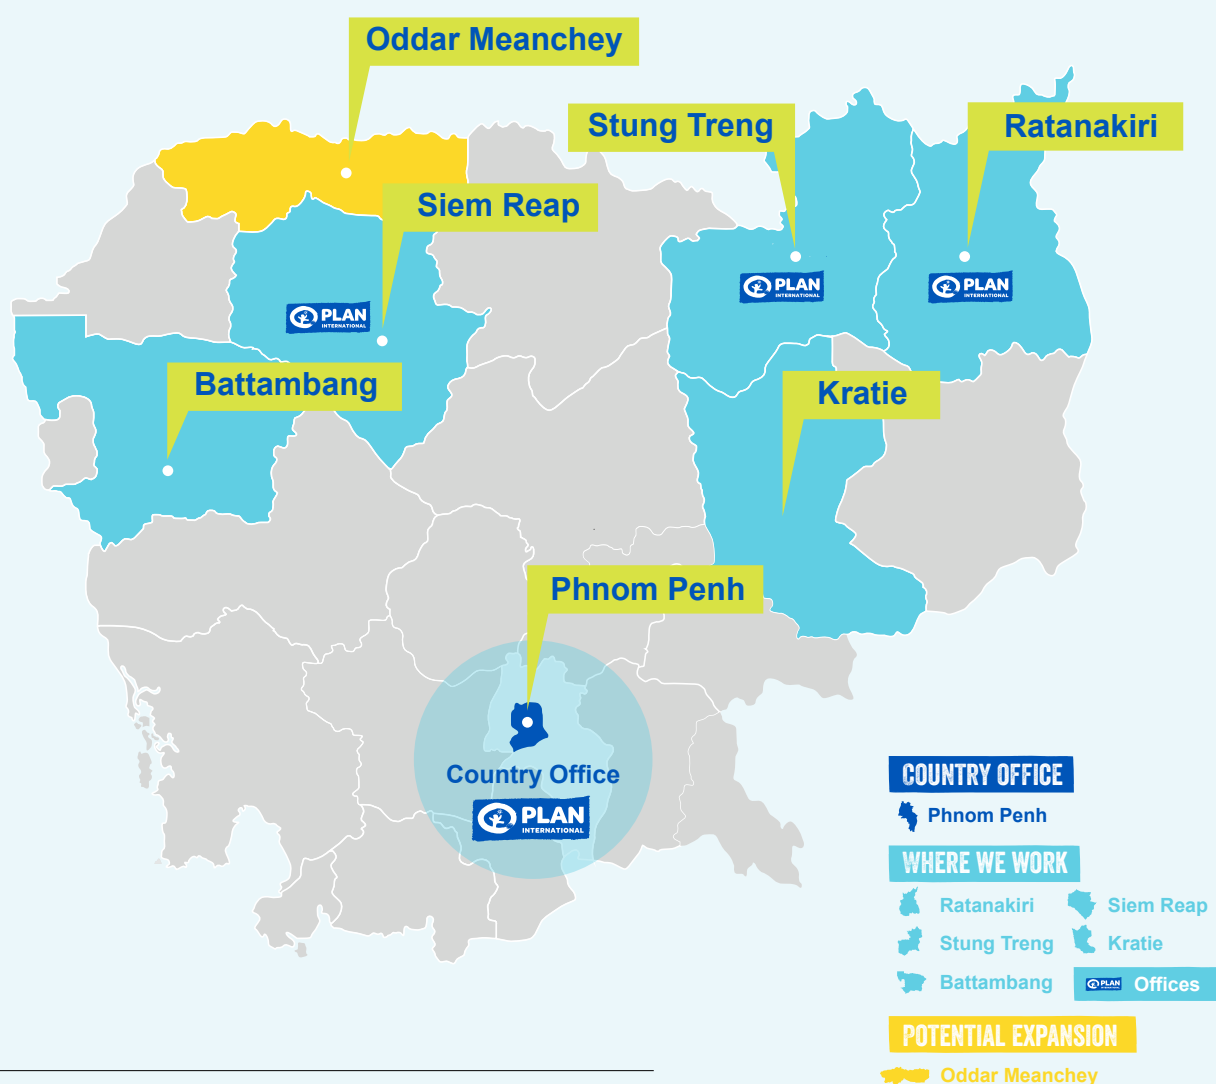 Oddar Meanchey
Stung Treng
Ratanakiri
Siem Reap
PLAN
INTERNATIONAL
PLAN
INTERNATIONAL
PLAN
INTERNATIONAL
Battambang
Kratie
Phnom Penh
Country Office
PLAN
INTERNATIONAL
COUNTRY OFFICE
Phnom Penh
WHERE WE WORK
Ratanakiri
Siem Reap
Stung Treng
Kratie
Battambang
PLAN
Offices
POTENTIAL EXPANSION
Oddar Meanchey